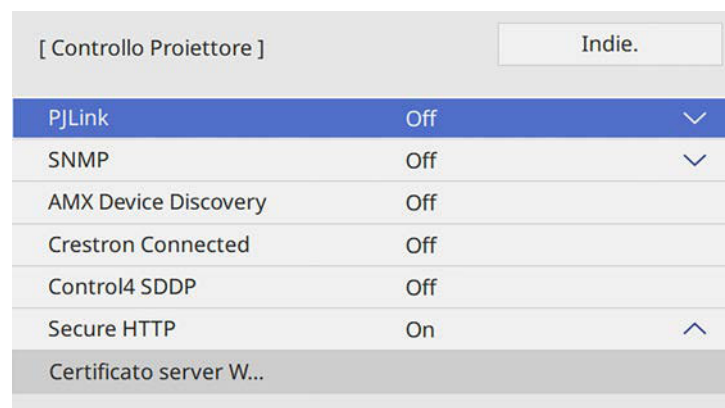 [ Controllo Proiettore ] Indie.
PJLink Off
SNMP Off
AMX Device Discovery Off
Crestron Connected Off
Control4 SDDP Off
Secure HTTP On
Certificato server W...